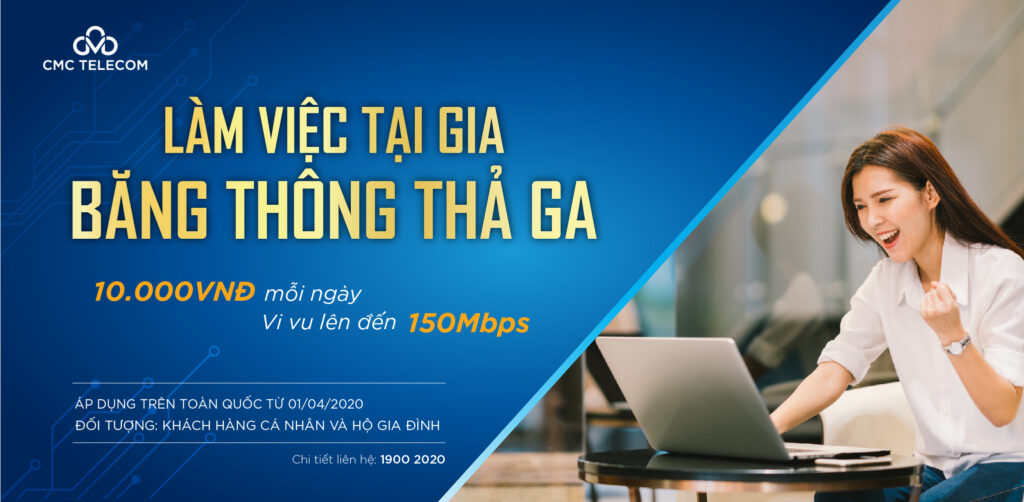 CMC TELECOM
LÀM VIỆC TẠI GIA
BĂNG THÔNG THẢ GA
10.000VNĐ mỗi ngày
Vi vu lên đến 150Mbps
ÁP DỤNG TRÊN TOÀN QUỐC TỪ 01/04/2020
ĐỐI TƯỢNG: KHÁCH HÀNG CÁ NHÂN VÀ HỘ GIA ĐÌNH
Chi tiết liên hệ: 1900 2020